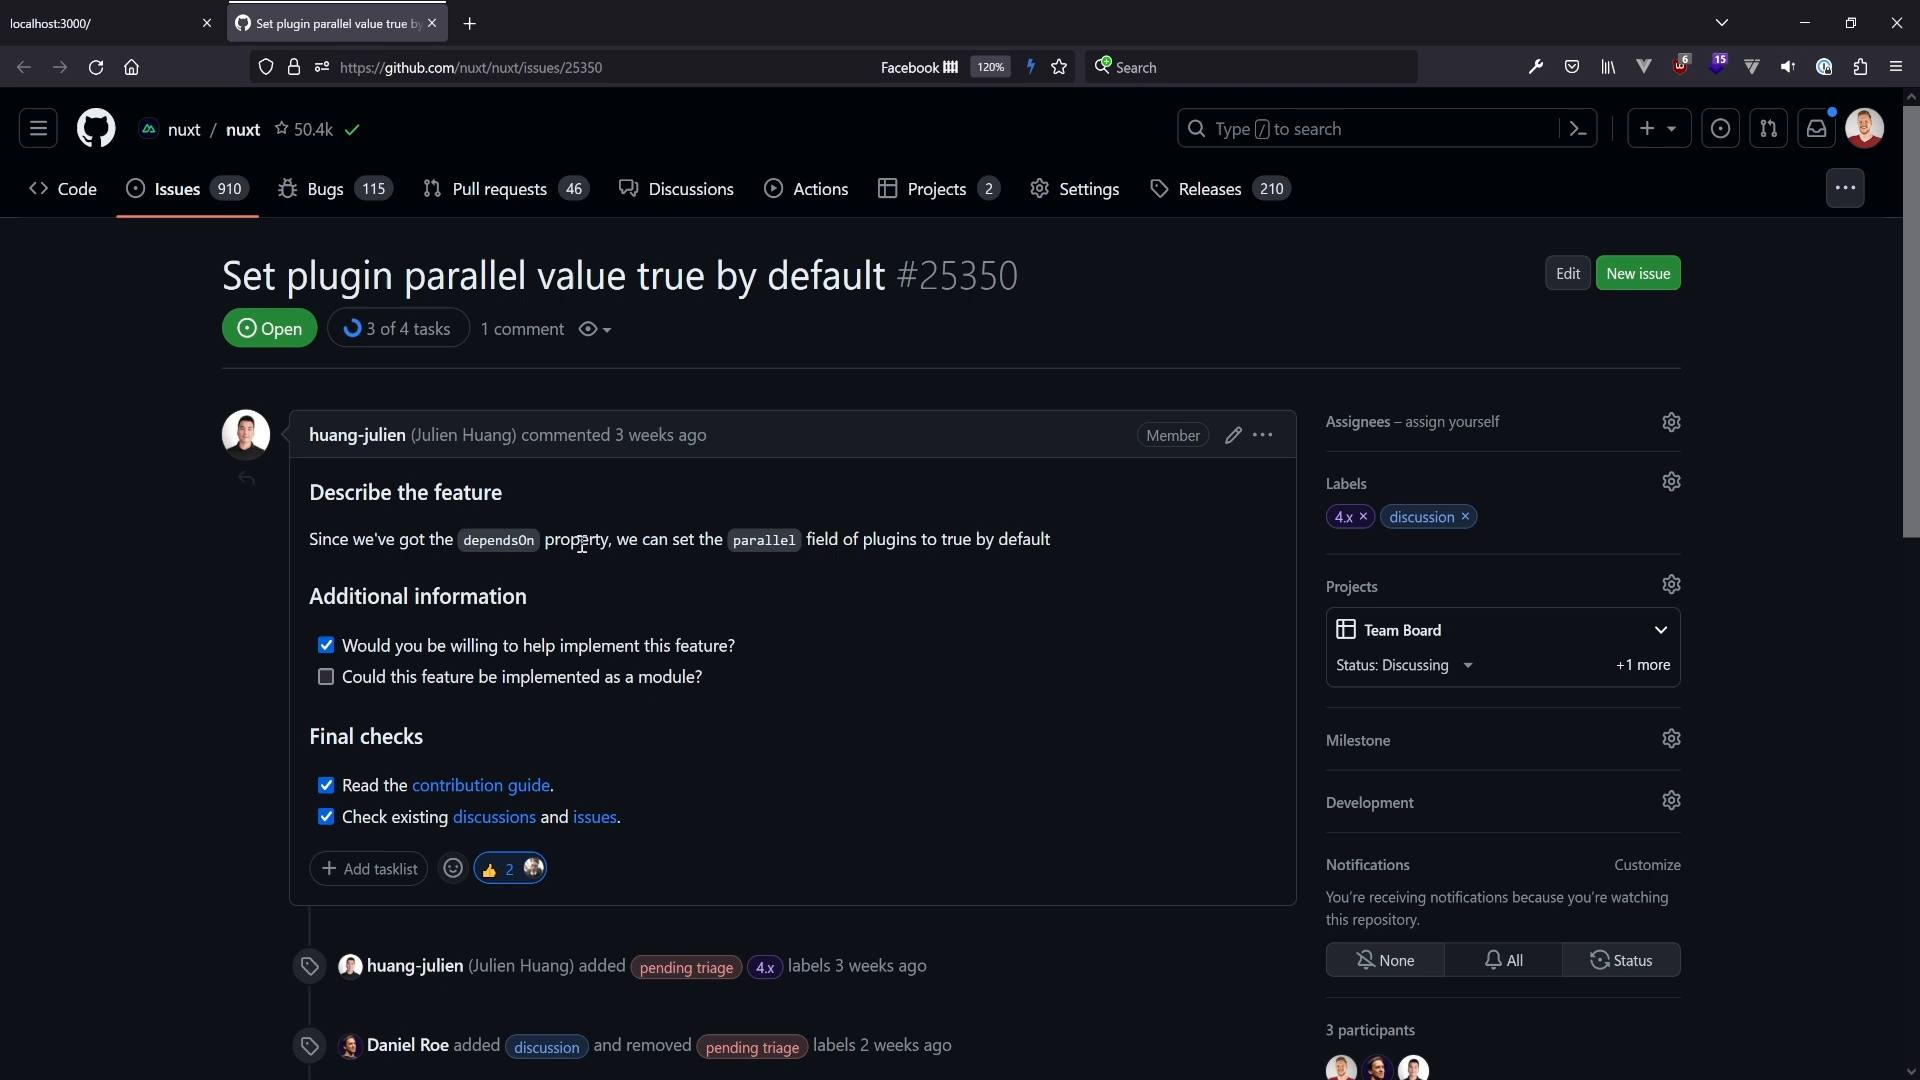 localhost:3000/
Set plugin parallel value true by
https://github.com/nuxt/nuxt/issues/25350
Facebook
120%
Search
6
15
nuxt / nuxt 50.4k
Type / to search
Code
Issues 910
Bugs 115
Pull requests 46
Discussions
Actions
Projects 2
Settings
Releases 210
Set plugin parallel value true by default #25350
Edit
New issue
Open
3 of 4 tasks
1 comment
huang-julien (Julien Huang) commented 3 weeks ago
Member
Describe the feature
Since we've got the dependsOn property, we can set the parallel field of plugins to true by default
Additional information
Would you be willing to help implement this feature?
Could this feature be implemented as a module?
Final checks
Read the contribution guide.
Check existing discussions and issues.
Add tasklist
2
huang-julien (Julien Huang) added pending triage 4.x labels 3 weeks ago
Daniel Roe added discussion and removed pending triage labels 2 weeks ago
Assignees – assign yourself
Labels
4.x
discussion
Projects
Team Board
Status: Discussing
+1 more
Milestone
Development
Notifications
Customize
You're receiving notifications because you're watching
this repository.
None
All
Status
3 participants